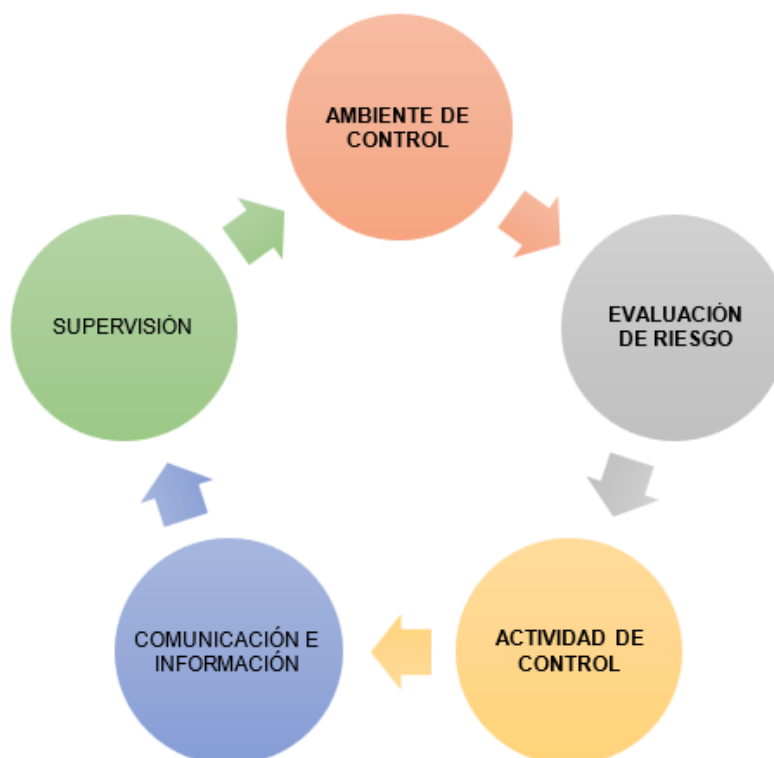 AMBIENTE DE
CONTROL
EVALUACIÓN
DE RIESGO
ACTIVIDAD DE
CONTROL
COMUNICACIÓN E
INFORMACIÓN
SUPERVISIÓN